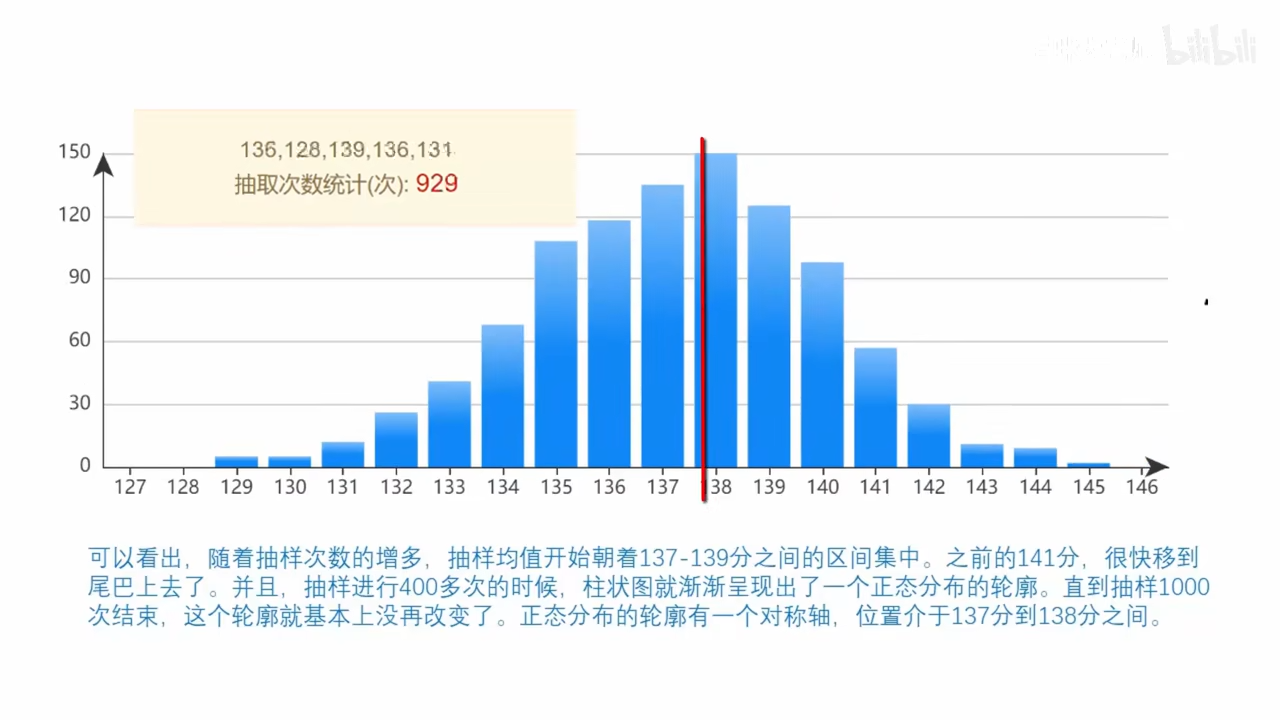 bilibili
136,128,139,136,131
抽取次数统计(次): 929
150
120
90
60
30
0
127 128 129 130 131 132 133 134 135 136 137 138 139 140 141 142 143 144 145 146
可以看出，随着抽样次数的增多，抽样均值开始朝着137-139分之间的区间集中。之前的141分，很快移到
尾巴上去了。并且，抽样进行400多次的时候，柱状图就渐渐呈现出了一个正态分布的轮廓。直到抽样1000
次结束，这个轮廓就基本上没再改变了。正态分布的轮廓有一个对称轴，位置介于137分到138分之间。